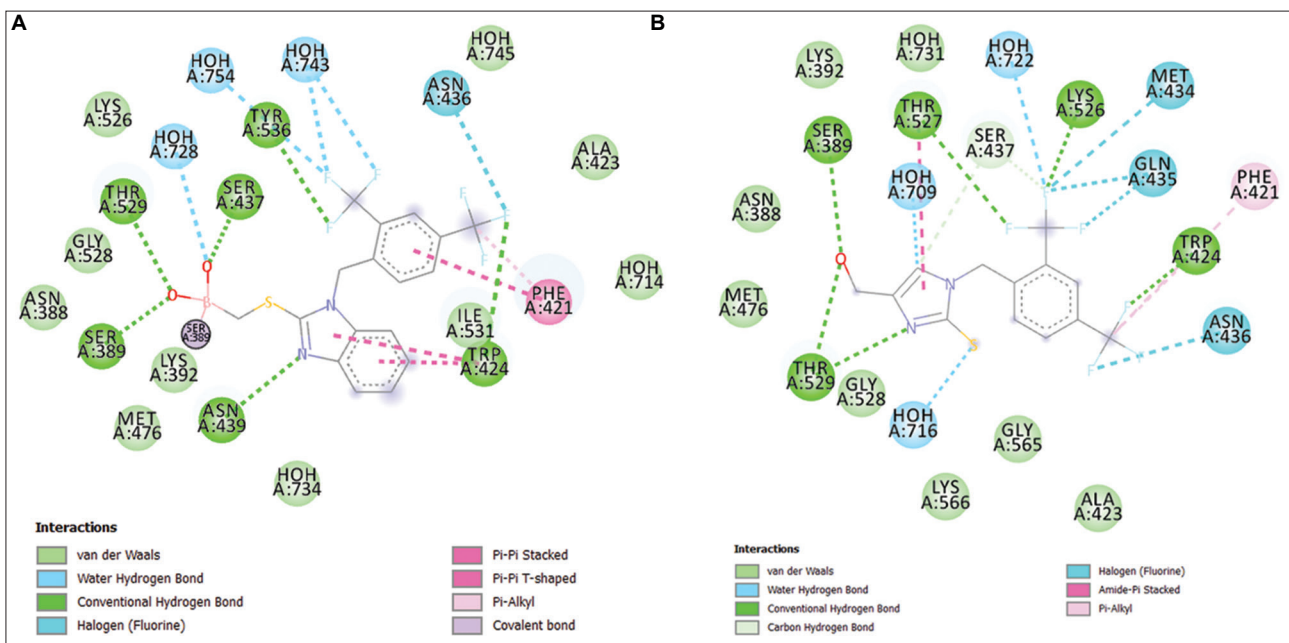 A
HOH
A:754
HOH
A:743
HOH
A:745
ASN
A:436
LYS
A:526
TYR
A:536
HOH
A:728
ALA
A:423
THR
A:529
SER
A:437
F
F
F
F
F
F
GLY
A:528
HOH
A:714
O
O
B
S
N
N
ASN
A:388
SER
A:389
SER
A:389
LYS
A:392
ILE
A:531
PHE
A:421
TRP
A:424
MET
A:476
ASN
A:439
HOH
A:734
Interactions
van der Waals
Water Hydrogen Bond
Conventional Hydrogen Bond
Halogen (Fluorine)
Pi-Pi Stacked
Pi-Pi T-shaped
Pi-Alkyl
Covalent bond
B
LYS
A:392
HOH
A:731
HOH
A:722
LYS
A:526
MET
A:434
SER
A:389
THR
A:527
SER
A:437
GLN
A:435
HOH
A:709
PHE
A:421
ASN
A:388
F
F
F
TRP
A:424
O
N
N
S
F
F
F
MET
A:476
ASN
A:436
THR
A:529
GLY
A:528
HOH
A:716
GLY
A:565
LYS
A:566
ALA
A:423
Interactions
van der Waals
Water Hydrogen Bond
Conventional Hydrogen Bond
Carbon Hydrogen Bond
Halogen (Fluorine)
Amide-Pi Stacked
Pi-Alkyl